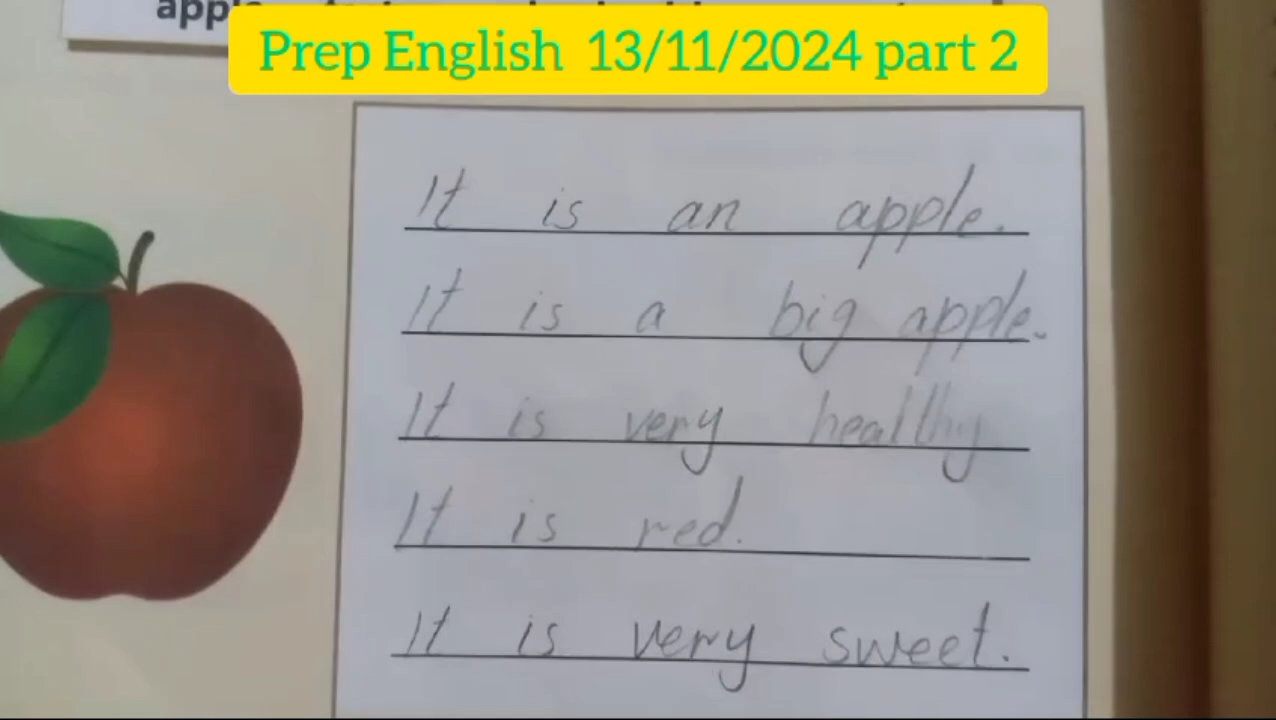 Prep English 13/11/2024 part 2
It is an apple.
It is a big apple.
It is very healthy
It is red.
It is very sweet.